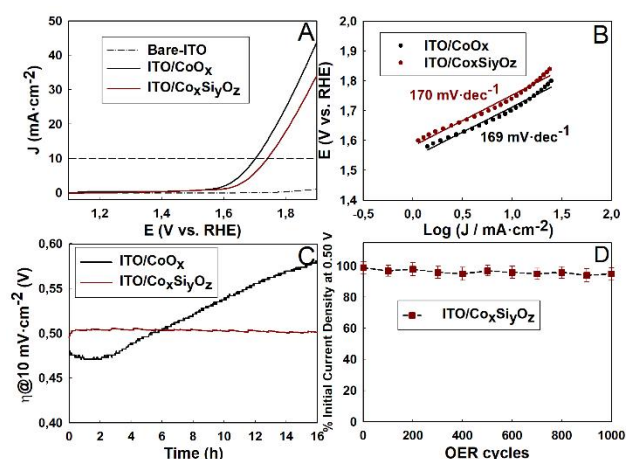 A
Bare-ITO
ITO/CoOx
ITO/CoxSiyOz
J (mA·cm-2)
50
40
30
20
10
0
1,2 1,4 1,6 1,8
E (V vs. RHE)
B
ITO/CoOx
ITO/CoxSiyOz
170 mV·dec-1
169 mV·dec-1
E (V vs. RHE)
2,0
1,9
1,8
1,7
1,6
1,5
-0,5 0,0 0,5 1,0 1,5 2,0
Log (J / mA·cm-2)
C
ITO/CoOx
ITO/CoxSiyOz
η@10 mV·cm-2 (V)
0,60
0,55
0,50
0,45
0,40
0 2 4 6 8 10 12 14 16
Time (h)
D
ITO/CoxSiyOz
% Initial Current Density at 0.50 V
120
100
80
60
40
20
0
0 200 400 600 800 1000
OER cycles